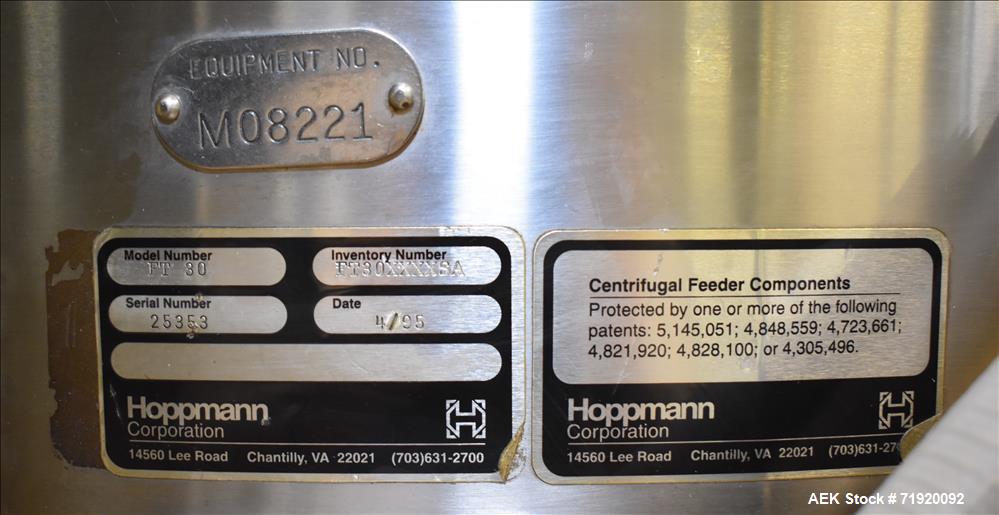 EQUIPMENT NO.
M08221
Model Number
FT 30
Inventory Number
FT30XXXXSA
Serial Number
25353
Date
4/95
Hoppmann
Corporation
14560 Lee Road Chantilly, VA 22021 (703)631-2700
Centrifugal Feeder Components
Protected by one or more of the following
patents: 5,145,051; 4,848,559; 4,723,661;
4,821,920; 4,828,100; or 4,305,496.
Hoppmann
Corporation
14560 Lee Road Chantilly, VA 22021
AEK Stock # 71920092